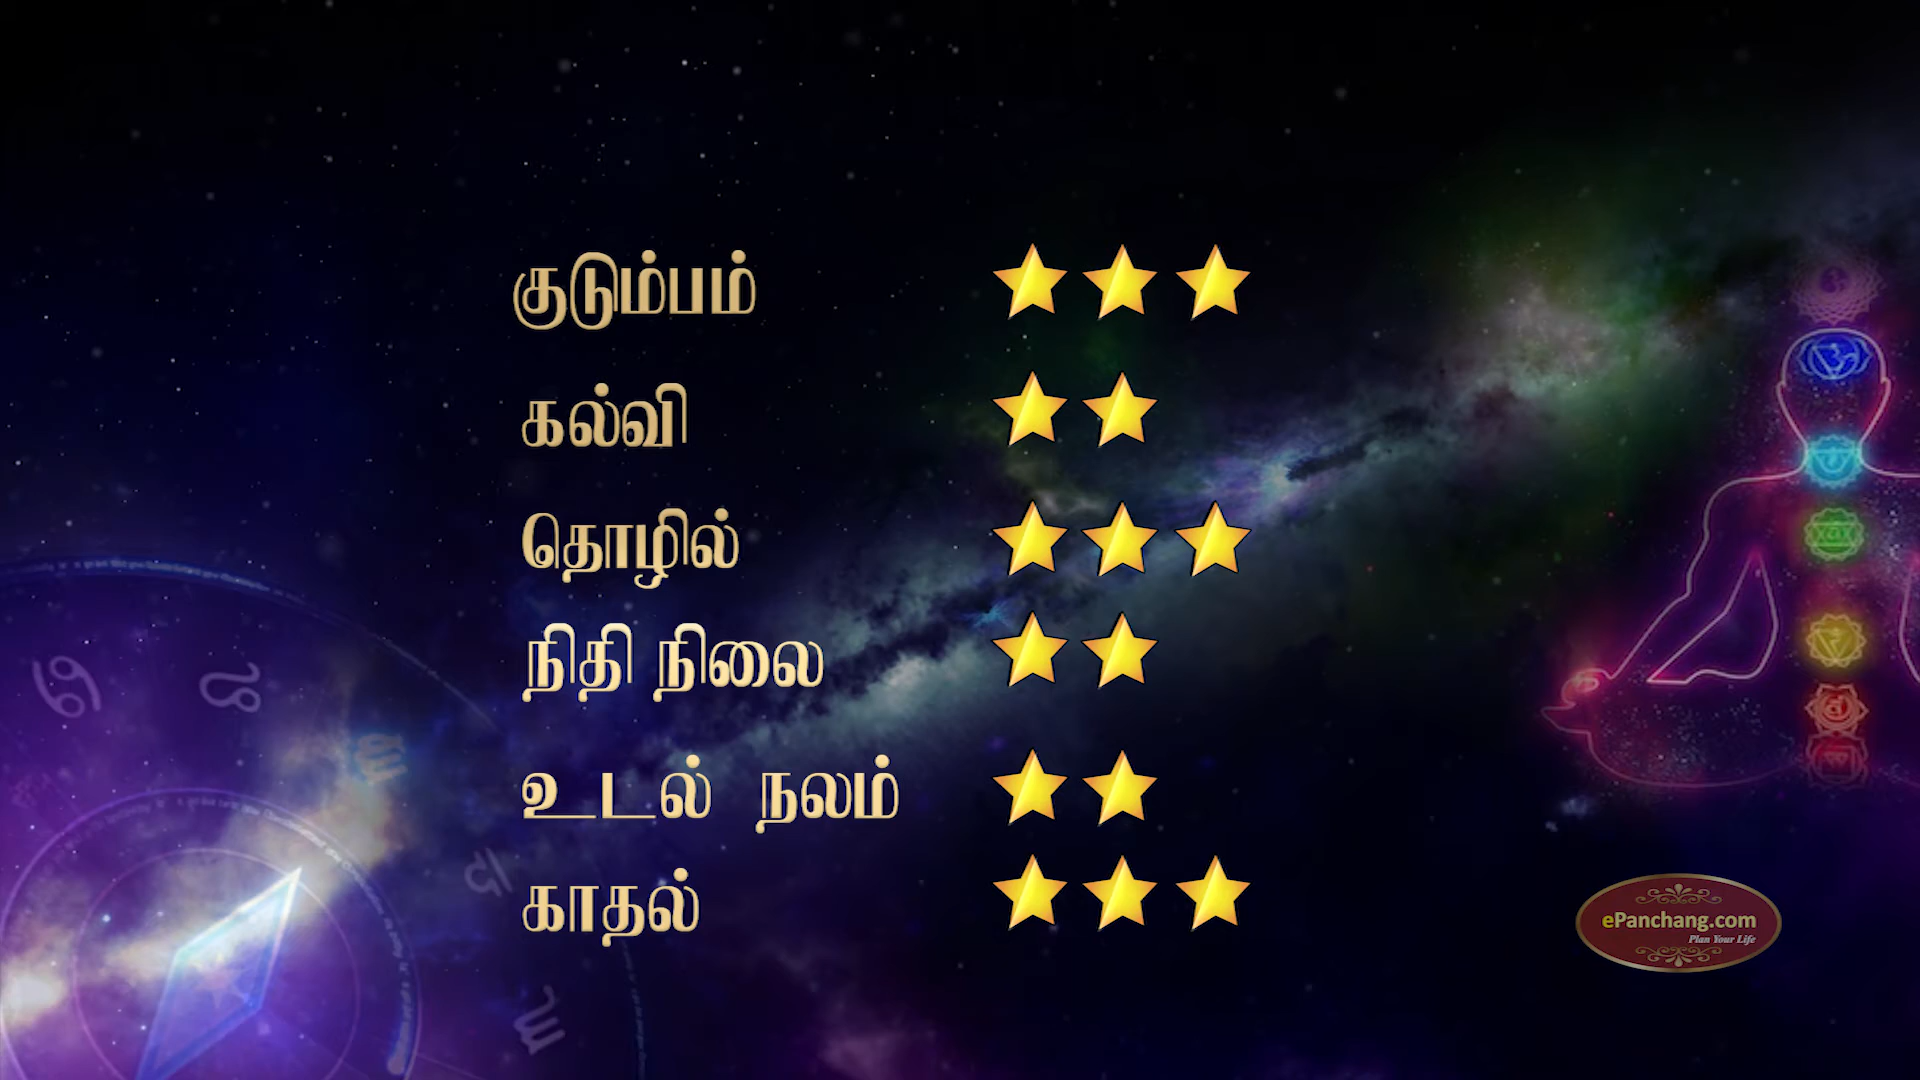 குடும்பம்
கல்வி
தொழில்
நிதி நிலை
உடல் நலம்
காதல்
ePanchang.com
Plan Your Life